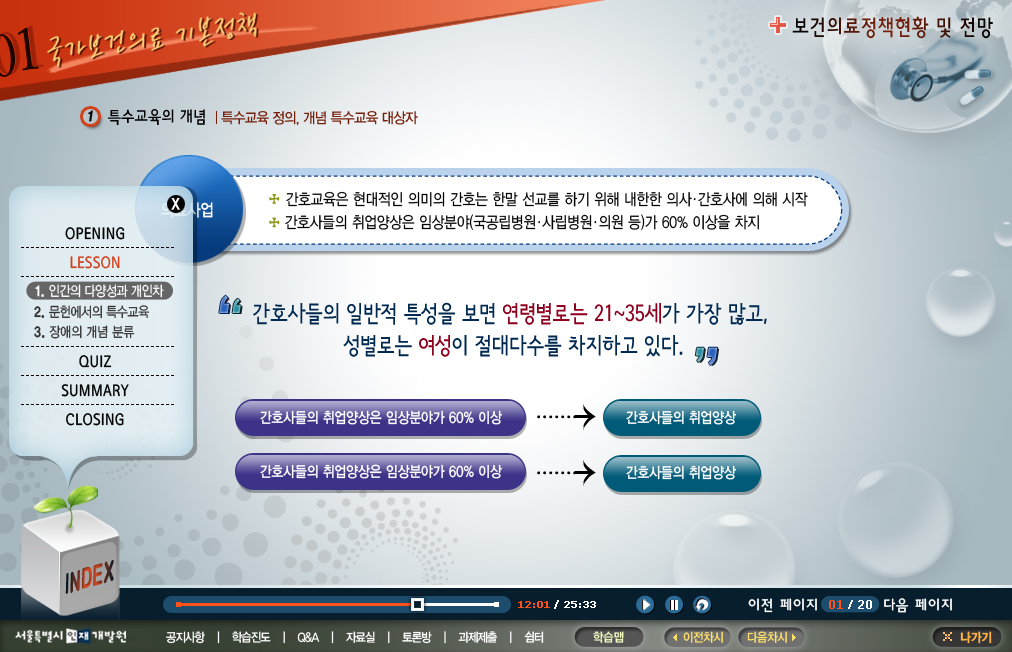 01 국가보건의료 기본정책
보건의료정책현황 및 전망
1 특수교육의 개념 | 특수교육 정의, 개념 특수교육 대상자
사업
간호교육은 현대적인 의미의 간호는 한말 선교를 하기 위해 내한한 의사·간호사에 의해 시작
간호사들의 취업양상은 임상분야(국공립병원·사립병원·의원 등)가 60% 이상을 차지
X
OPENING
LESSON
1. 인간의 다양성과 개인차
2. 문헌에서의 특수교육
3. 장애의 개념 분류
QUIZ
SUMMARY
CLOSING
간호사들의 일반적 특성을 보면 연령별로는 21~35세가 가장 많고,
성별로는 여성이 절대다수를 차지하고 있다.
간호사들의 취업양상은 임상분야가 60% 이상
간호사들의 취업양상
간호사들의 취업양상은 임상분야가 60% 이상
간호사들의 취업양상
INDEX
12:01 / 25:33
이전 페이지 01 / 20 다음 페이지
서울특별시 인재개발원
공지사항 | 학습진도 | Q&A | 자료실 | 토론방 | 과제제출 | 쉼터
학습맵
이전차시
다음차시
나가기